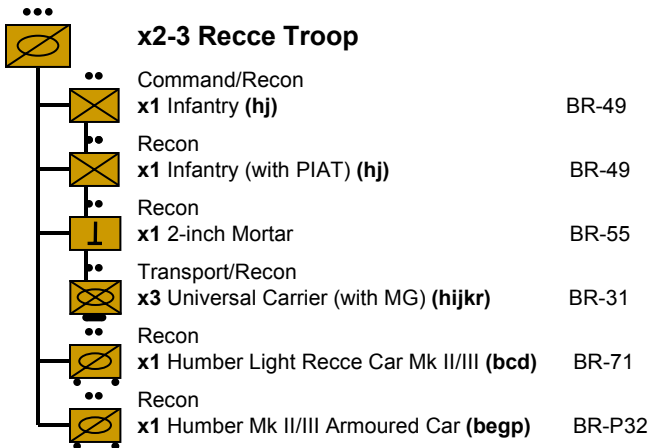 x2-3 Recce Troop
Command/Recon
x1 Infantry (hj) BR-49
Recon
x1 Infantry (with PIAT) (hj) BR-49
Recon
x1 2-inch Mortar BR-55
Transport/Recon
x3 Universal Carrier (with MG) (hijkr) BR-31
Recon
x1 Humber Light Recce Car Mk II/III (bcd) BR-71
Recon
x1 Humber Mk II/III Armoured Car (begp) BR-P32